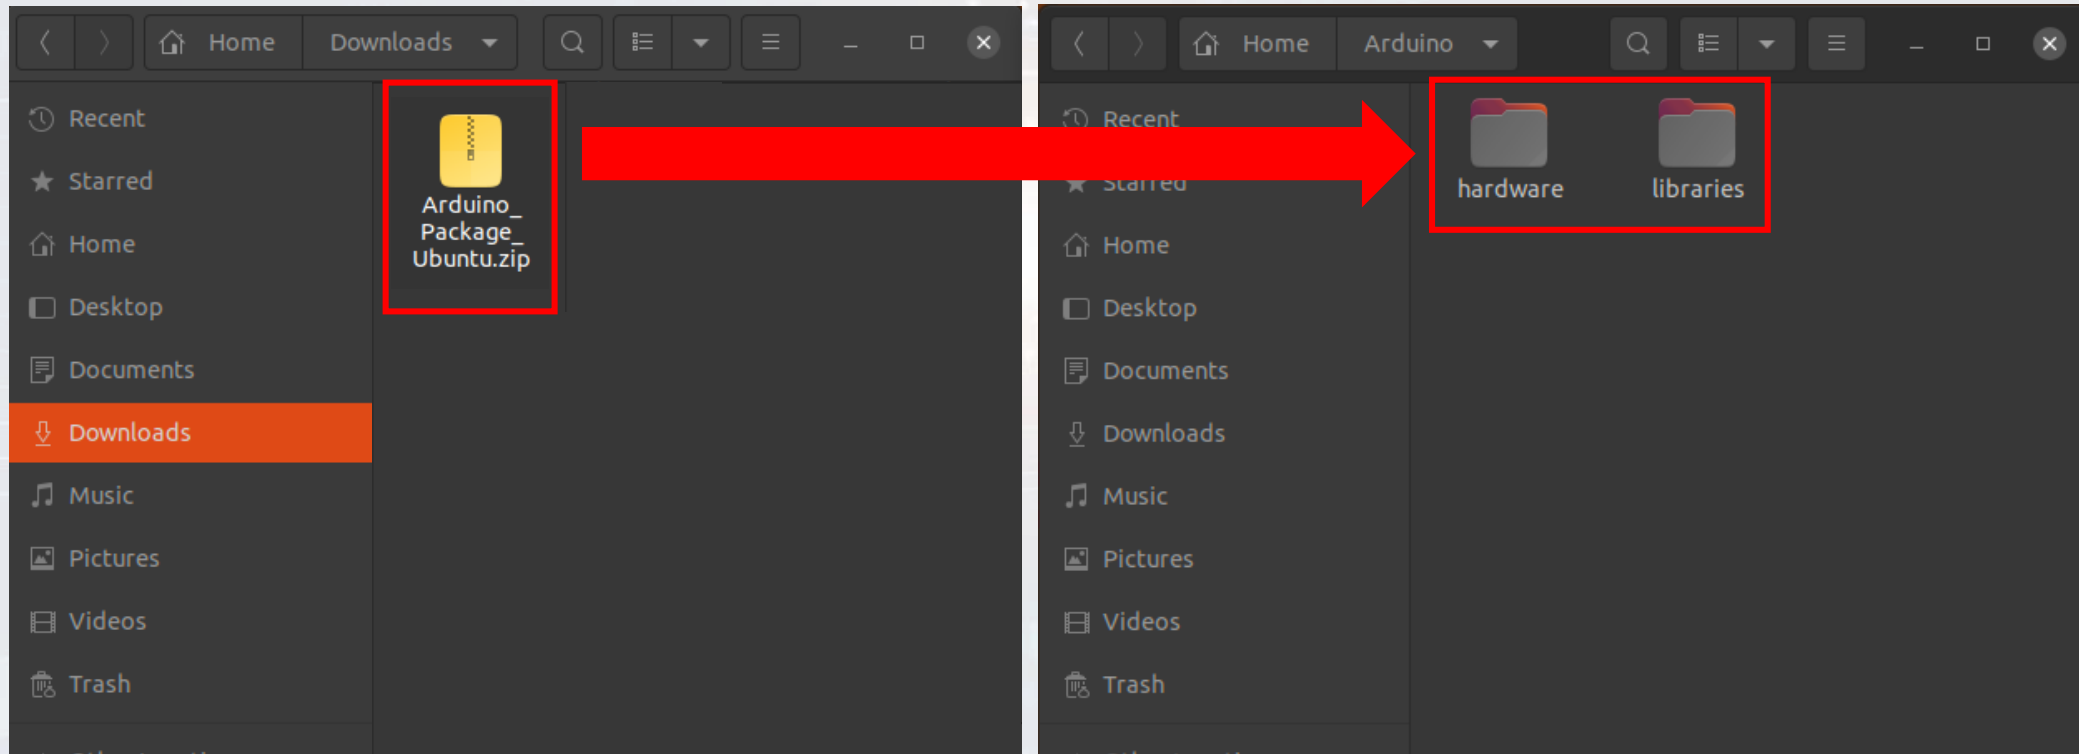 Home Downloads
Recent
Starred
Home
Desktop
Documents
Downloads
Music
Pictures
Videos
Trash
Arduino_
Package_
Ubuntu.zip
Home Arduino
Recent
Starred
Home
Desktop
Documents
Downloads
Music
Pictures
Videos
Trash
hardware
libraries